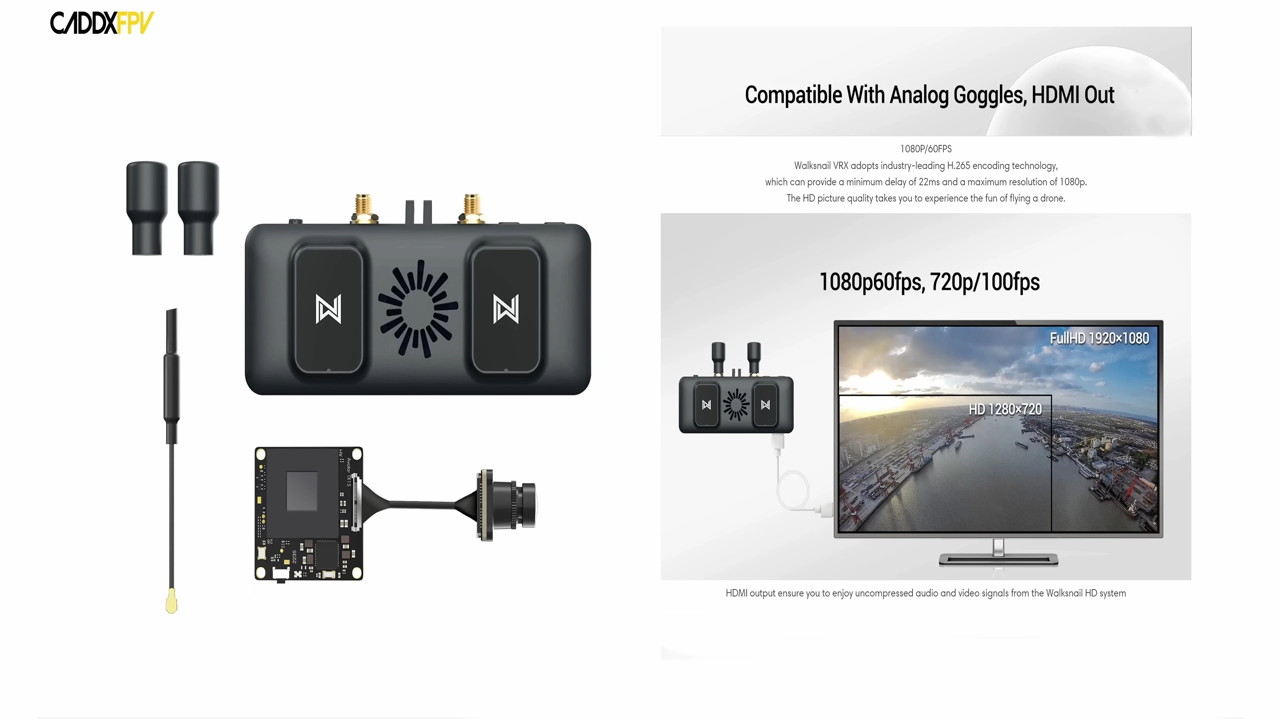 CADDXFPV
Compatible With Analog Goggles, HDMI Out
1080P/60FPS
Walksnail VRX adopts industry-leading H.265 encoding technology,
which can provide a minimum delay of 22ms and a maximum resolution of 1080p.
The HD picture quality takes you to experience the fun of flying a drone.
1080p60fps, 720p/100fps
FullHD 1920×1080
HD 1280×720
HDMI output ensure you to enjoy uncompressed audio and video signals from the Walksnail HD system